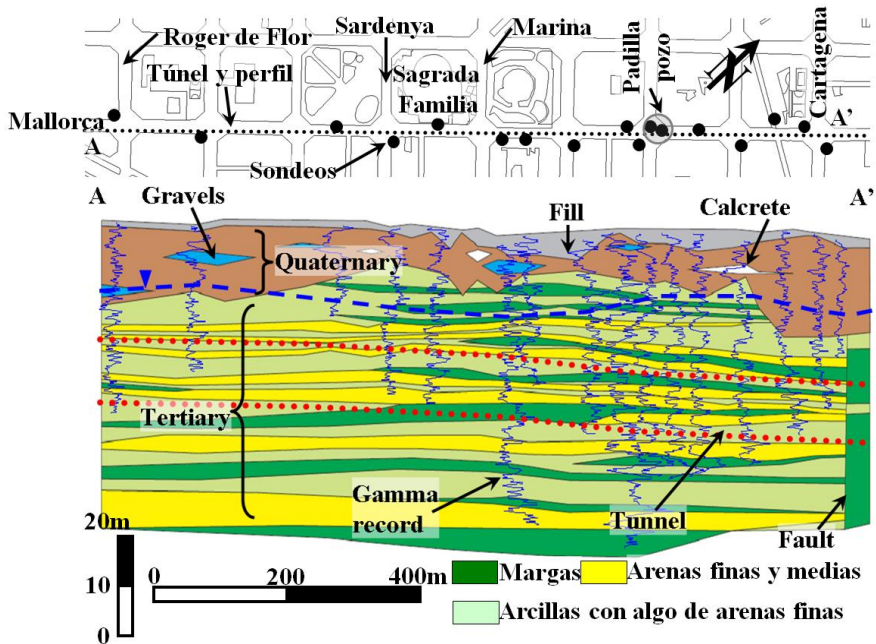 Roger de Flor
Sardenya
Marina
Túnel y perfil
Sagrada
Familia
Padilla
pozo
N
Cartagena
Mallorca
A
A'
Sondeos
A
A'
Gravels
Fill
Calcrete
Quaternary
Tertiary
Gamma
record
Tunnel
Fault
20m
10
0
0
200
400m
Margas
Arenas finas y medias
Arcillas con algo de arenas finas